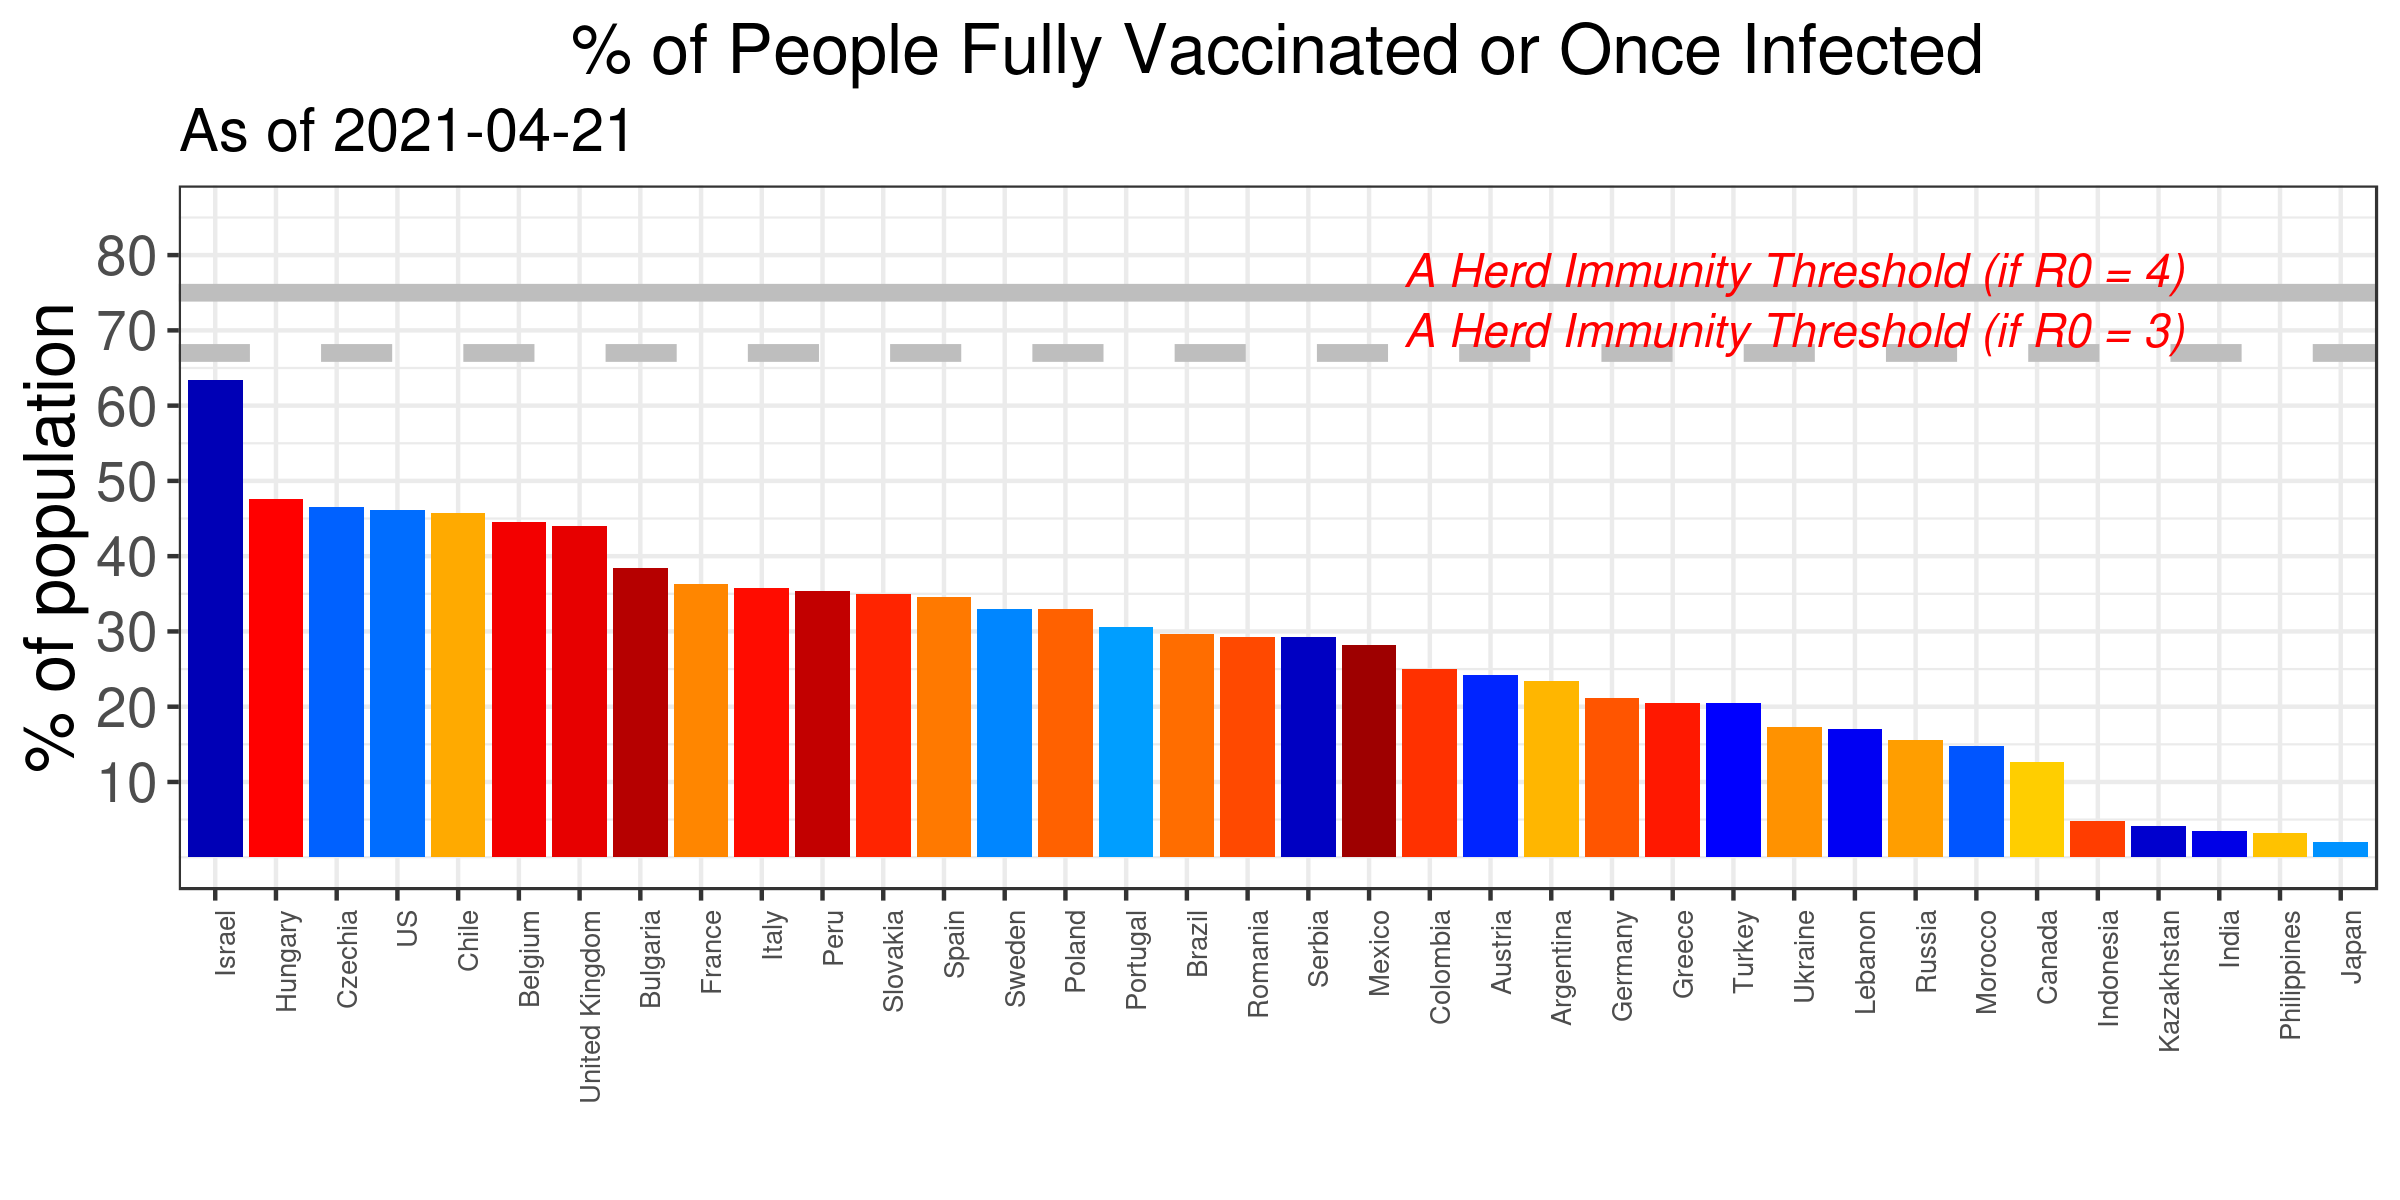 % of People Fully Vaccinated or Once Infected
As of 2021-04-21
% of population
80
70
60
50
40
30
20
10
A Herd Immunity Threshold (if R0 = 4)
A Herd Immunity Threshold (if R0 = 3)
Israel
Hungary
Czechia
US
Chile
Belgium
United Kingdom
Bulgaria
France
Italy
Peru
Slovakia
Spain
Sweden
Poland
Portugal
Brazil
Romania
Serbia
Mexico
Colombia
Austria
Argentina
Germany
Greece
Turkey
Ukraine
Lebanon
Russia
Morocco
Canada
Indonesia
Kazakhstan
India
Philippines
Japan